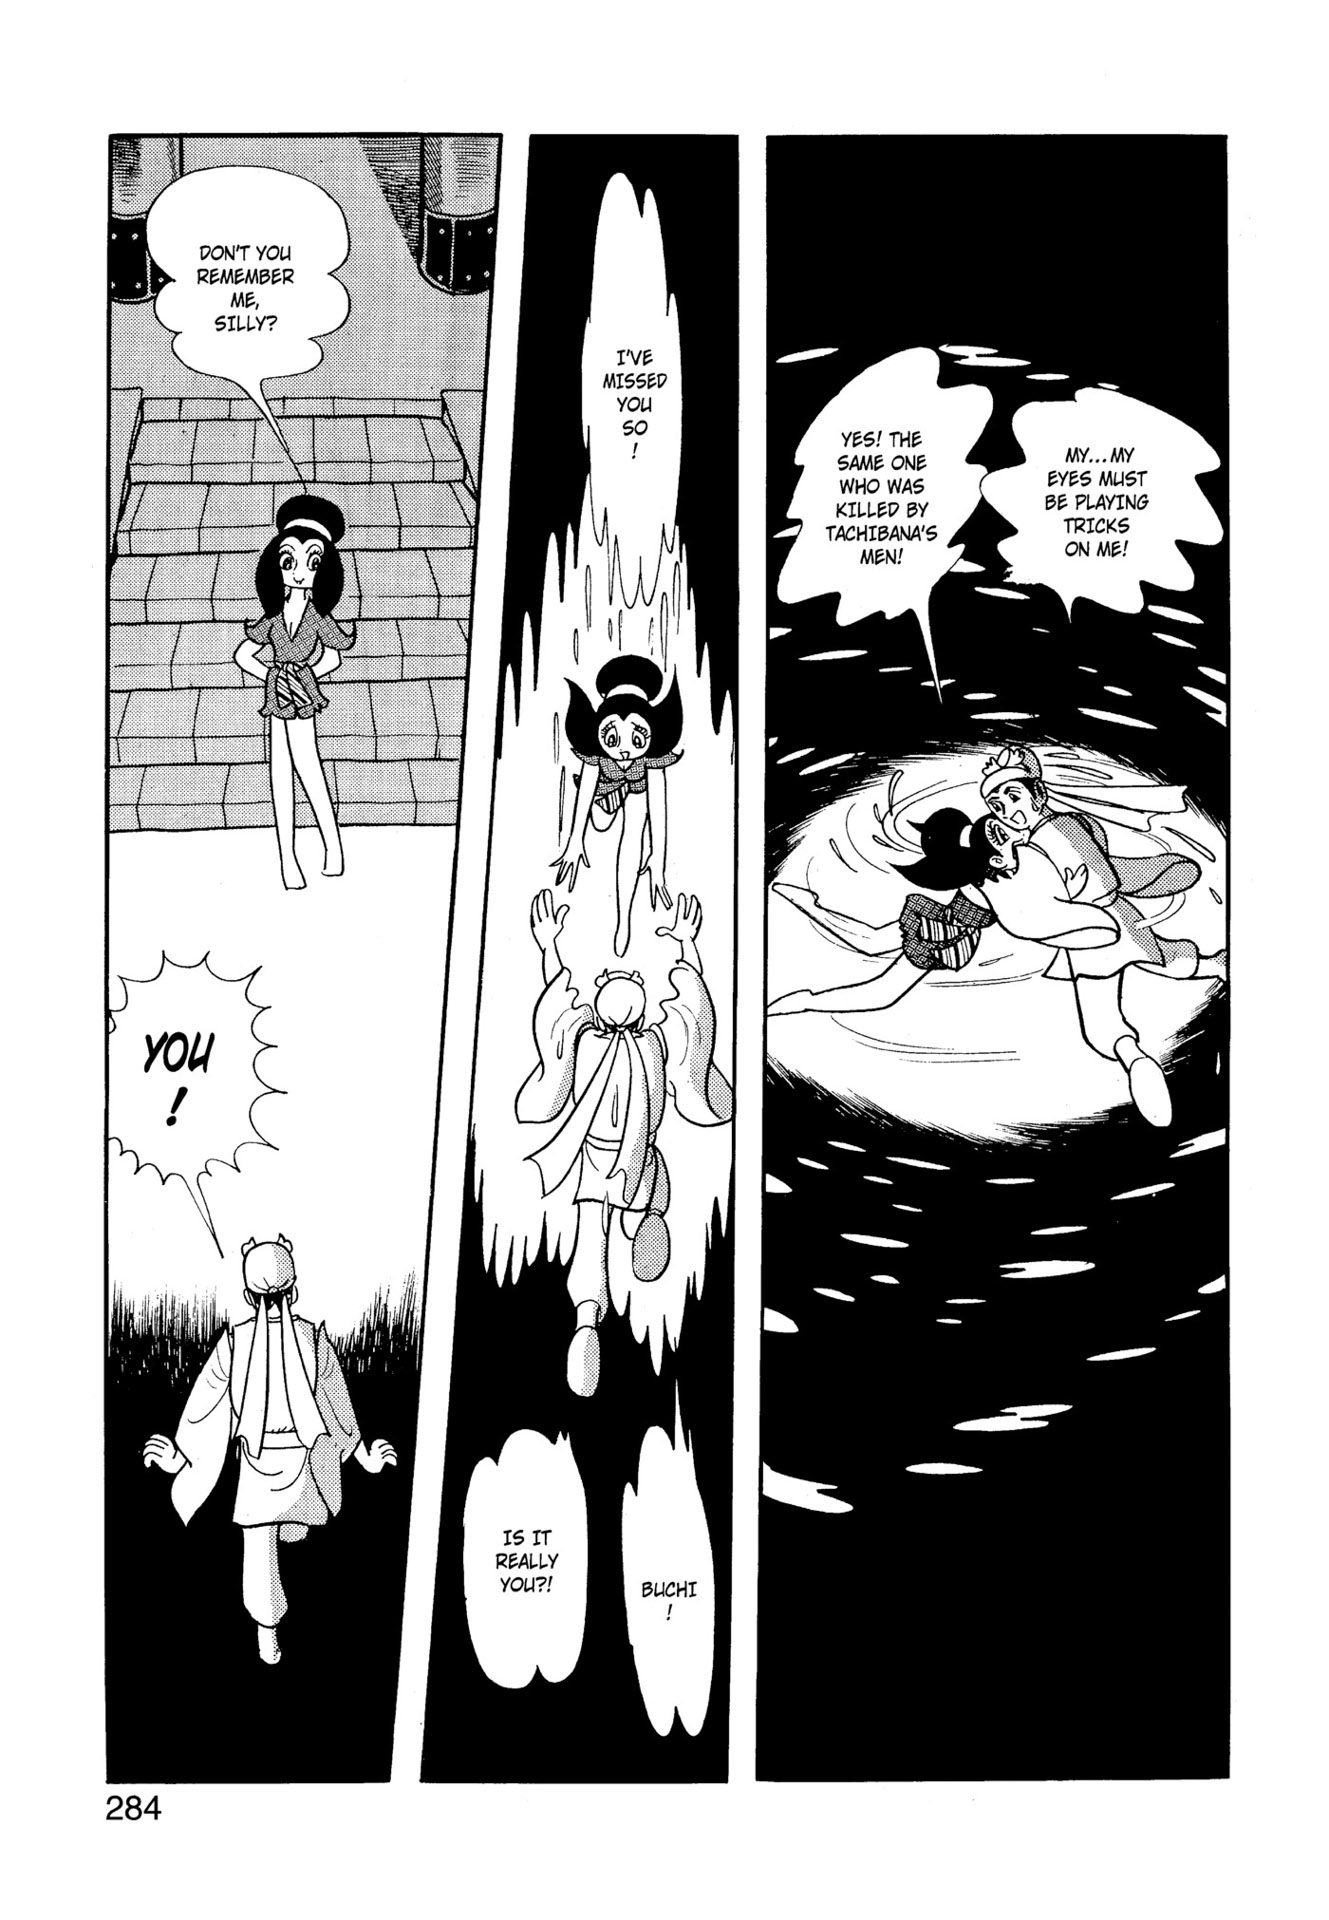 DON'T YOU
REMEMBER
ME,
SILLY?
YOU
!
I'VE
MISSED
YOU
SO
!
IS IT
REALLY
YOU?!
BUCHI
!
YES! THE
SAME ONE
WHO WAS
KILLED BY
TACHIBANA'S
MEN!
MY...MY
EYES MUST
BE PLAYING
TRICKS
ON ME!
284